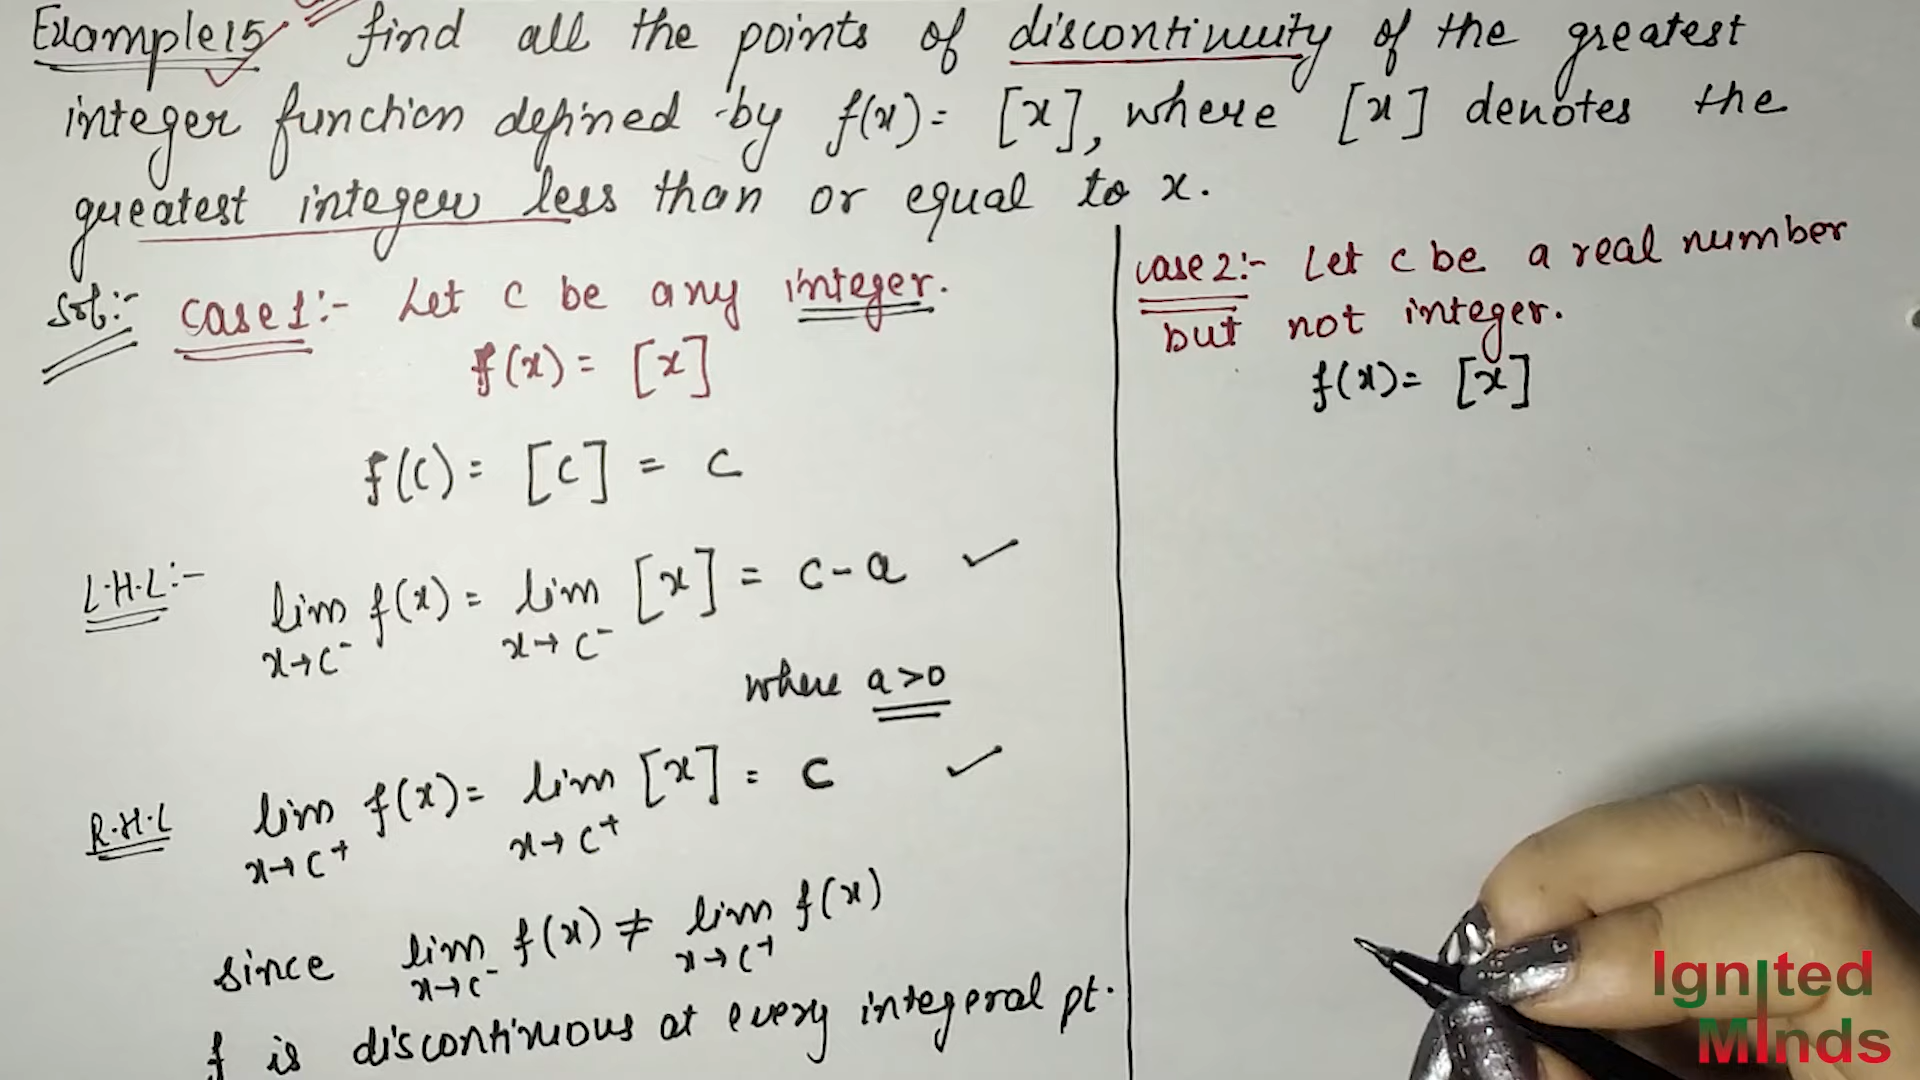 Example 15 find all the points of discontinuity of the greatest
integer function defined by f(x) = [x], where [x] denotes the
greatest integer less than or equal to x.
Sol:- Case 1:- Let c be any integer.
f(x) = [x]
f(c) = [c] = c
L.H.L:- lim f(x) = lim [x] = c-a ✓
x→c⁻ x→c⁻
where a>0
R.H.L lim f(x) = lim [x] = c ✓
x→c⁺ x→c⁺
since lim f(x) ≠ lim f(x)
x→c⁻ x→c⁺
f is discontinuous at every integeral pt.
Case 2:- Let c be a real number
but not integer.
f(x) = [x]
Ignited
Minds